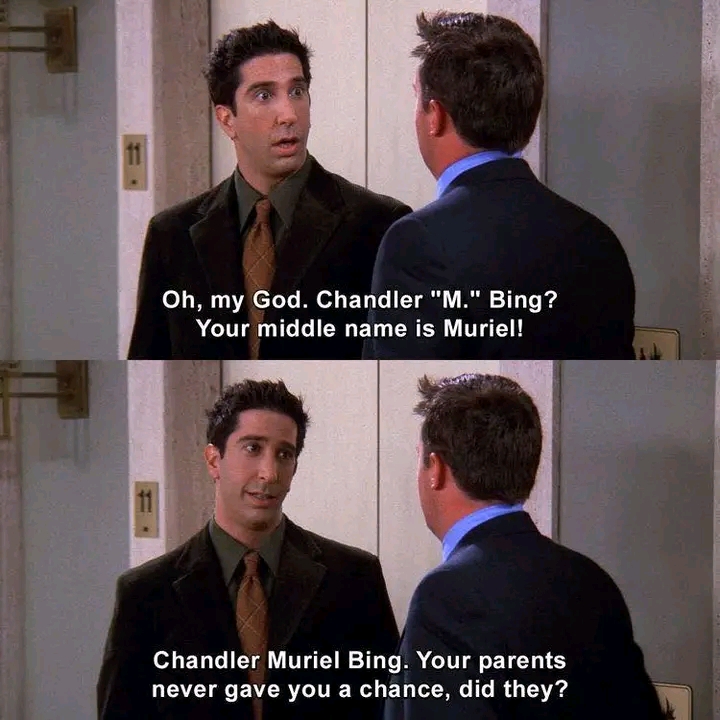 11
Oh, my God. Chandler "M." Bing?
Your middle name is Muriel!
11
Chandler Muriel Bing. Your parents
never gave you a chance, did they?